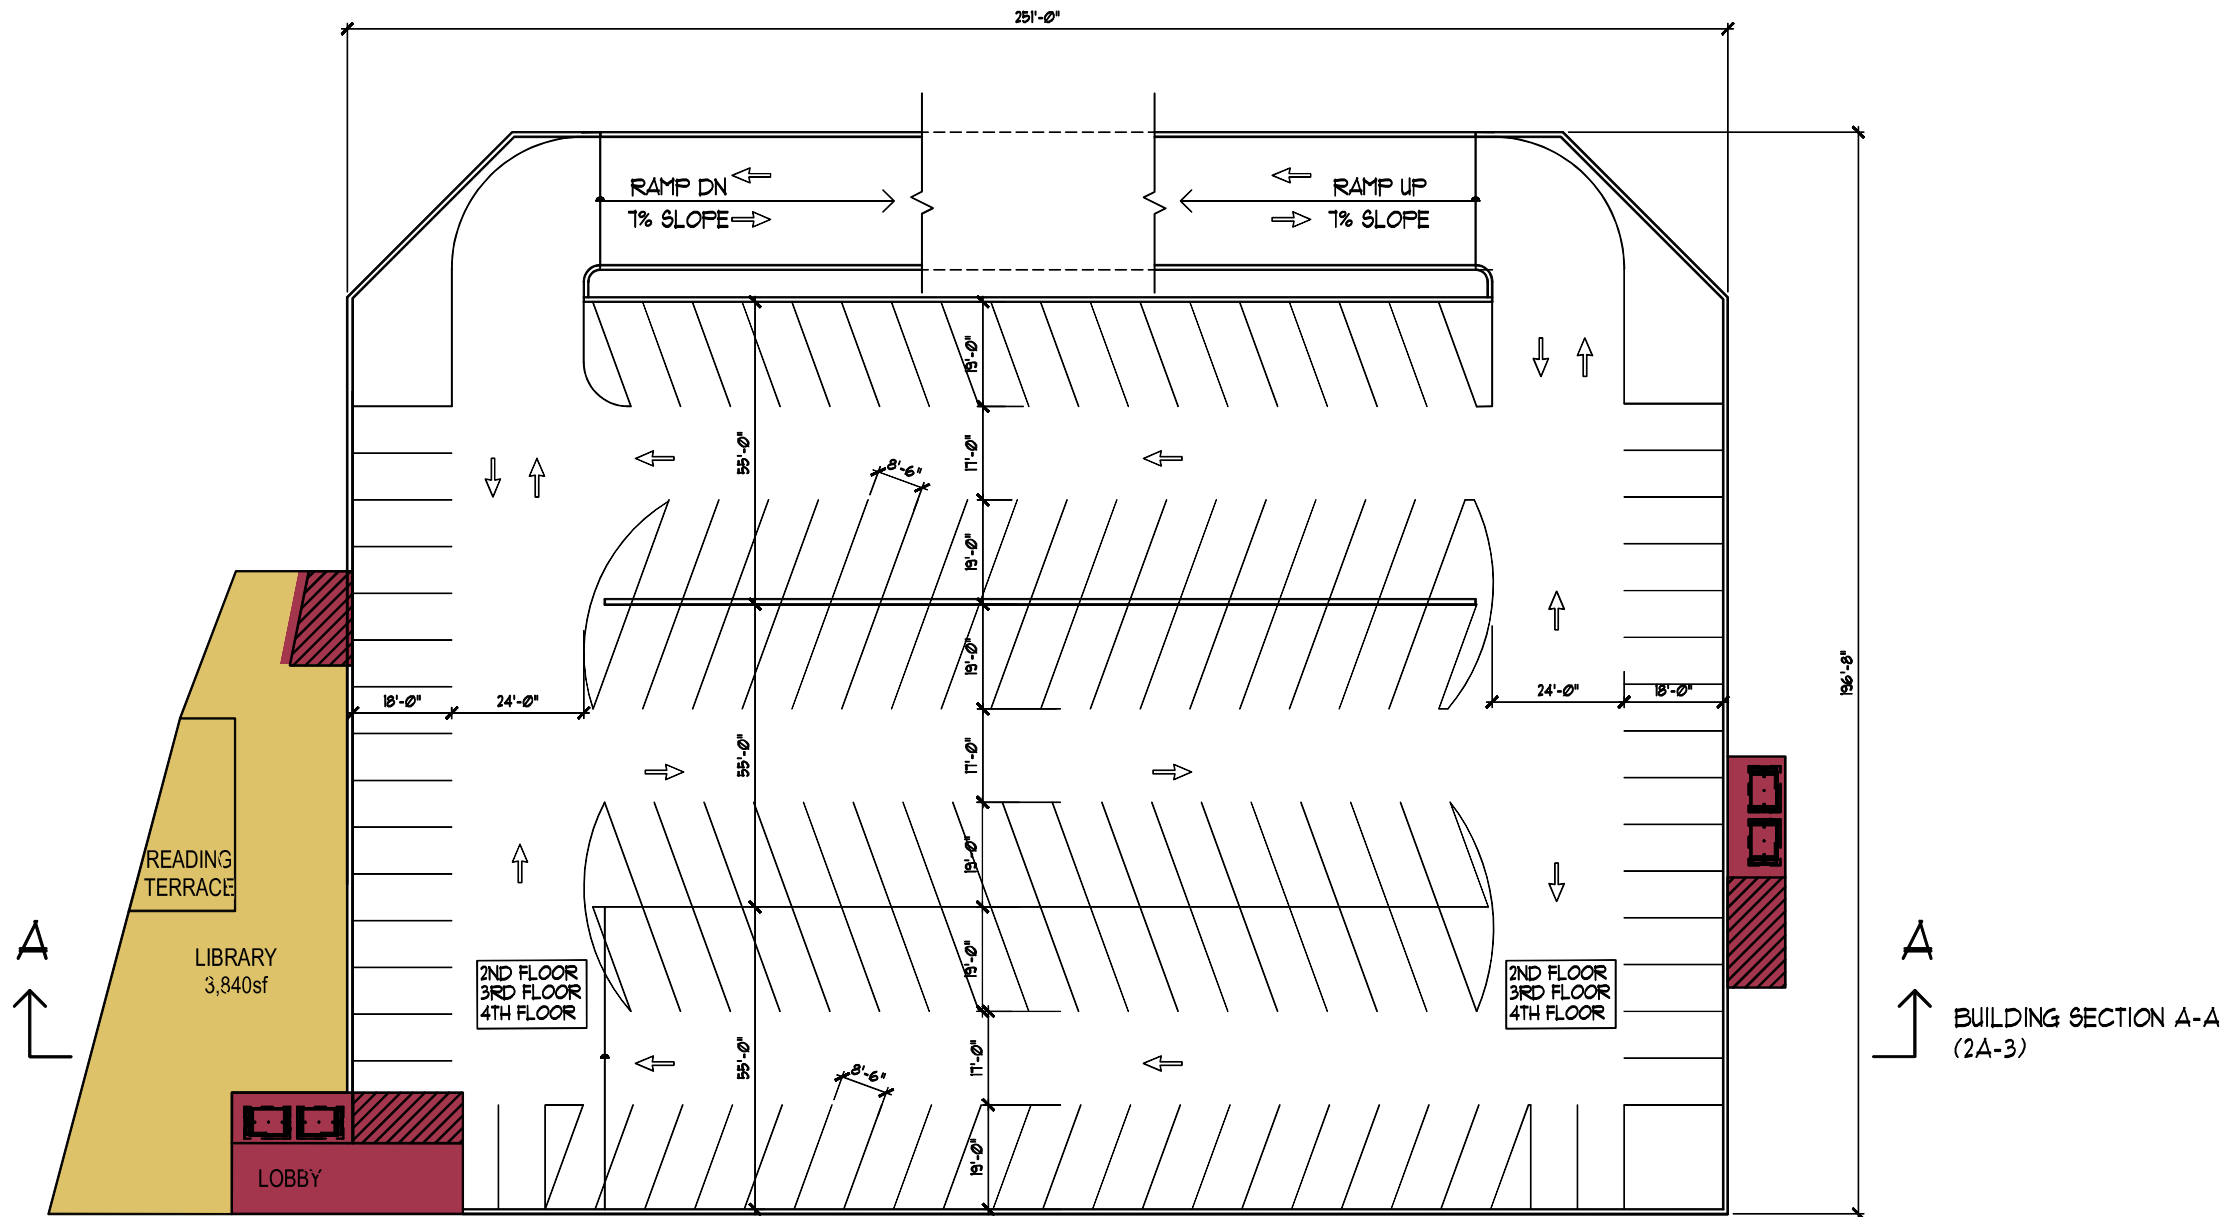 251'-0"
RAMP DN
7% SLOPE
RAMP UP
7% SLOPE
19'-0"
55'-0"
17'-0"
8'-6"
19'-0"
19'-0"
196'-8"
18'-0"
24'-0"
24'-0"
18'-0"
55'-0"
17'-0"
READING
TERRACE
19'-0"
LIBRARY
3,840sf
A
A
2ND FLOOR
3RD FLOOR
4TH FLOOR
19'-0"
2ND FLOOR
3RD FLOOR
4TH FLOOR
BUILDING SECTION A-A
(2A-3)
55'-0"
17'-0"
8'-6"
19'-0"
LOBBY